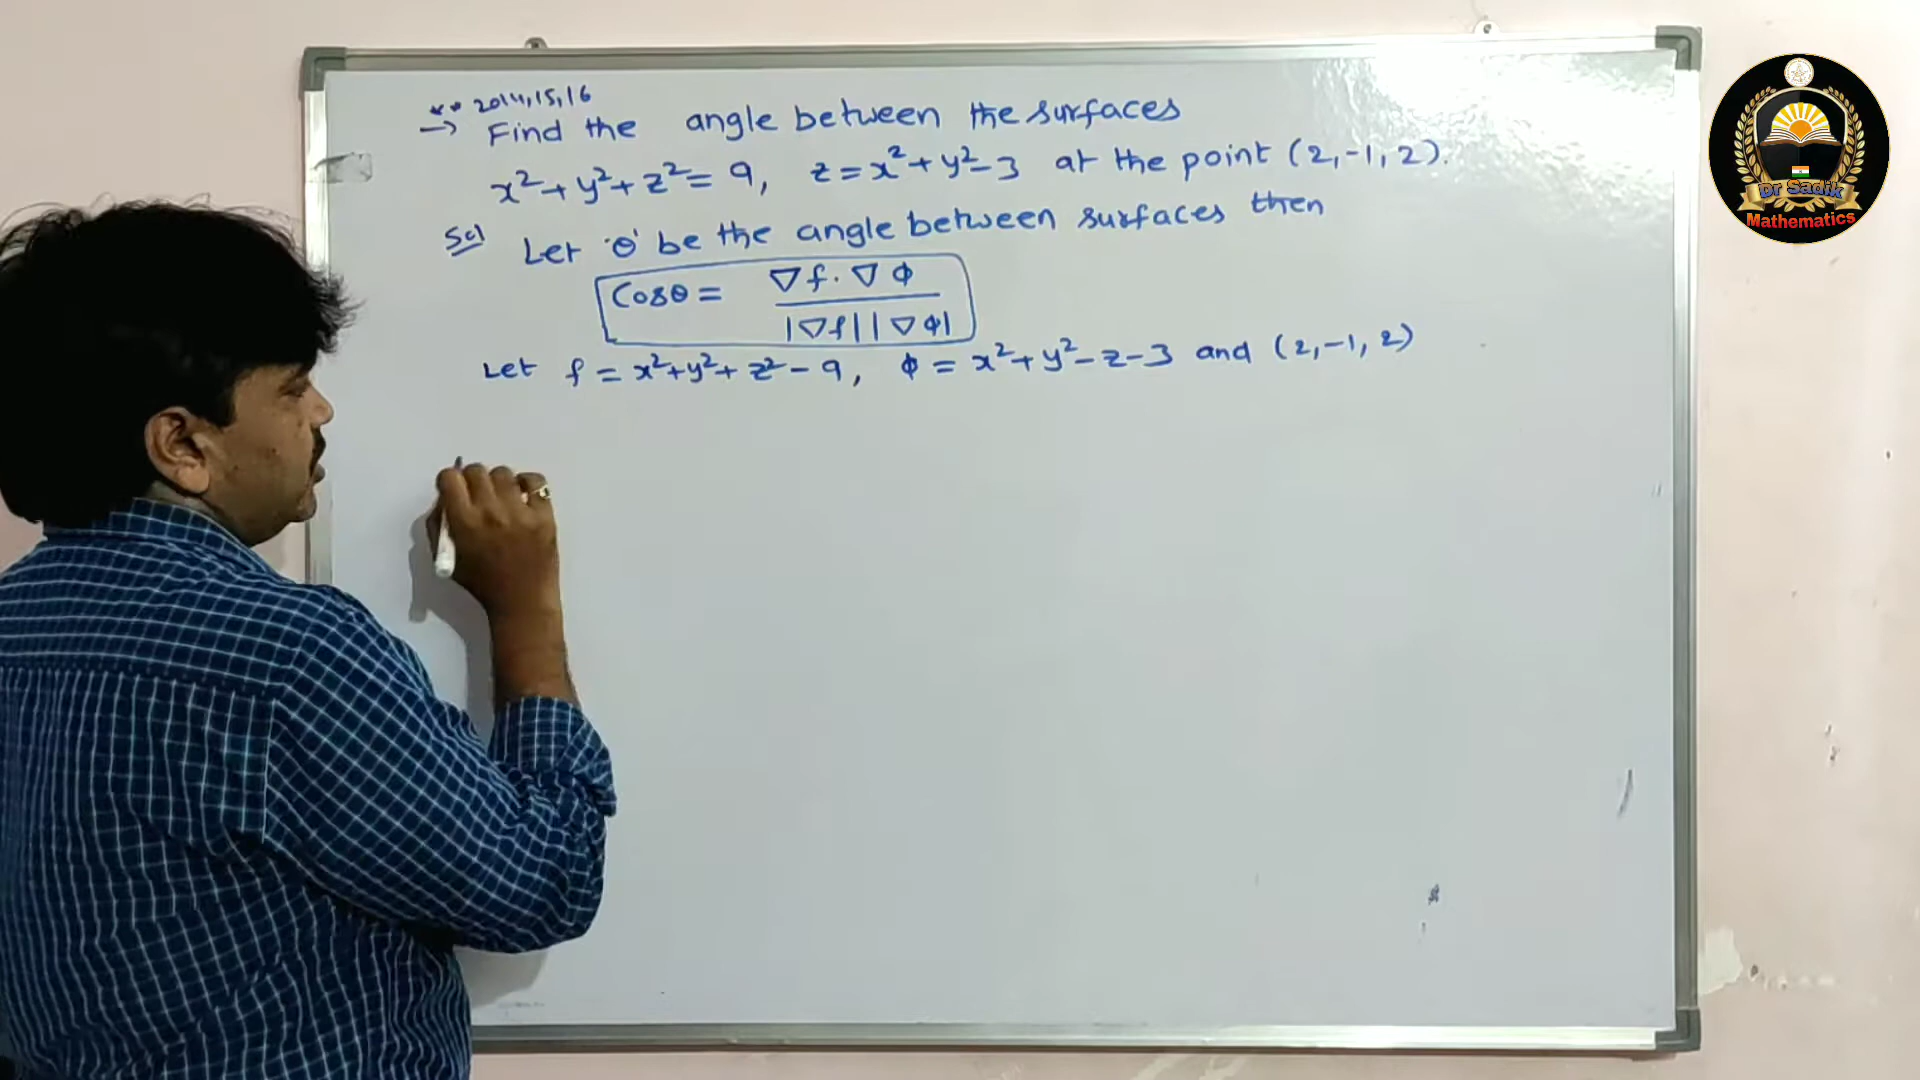 ** 2014,15,16
→ Find the angle between the surfaces
x²+y²+z²=9, z=x²+y²-3 at the point (2,-1,2).
Sol Let 'θ' be the angle between surfaces then
Cosθ = ∇f.∇φ / |∇f||∇φ|
Let f = x²+y²+z²-9, φ = x²+y²-z-3 and (2,-1,2)
Dr Sadik
Mathematics